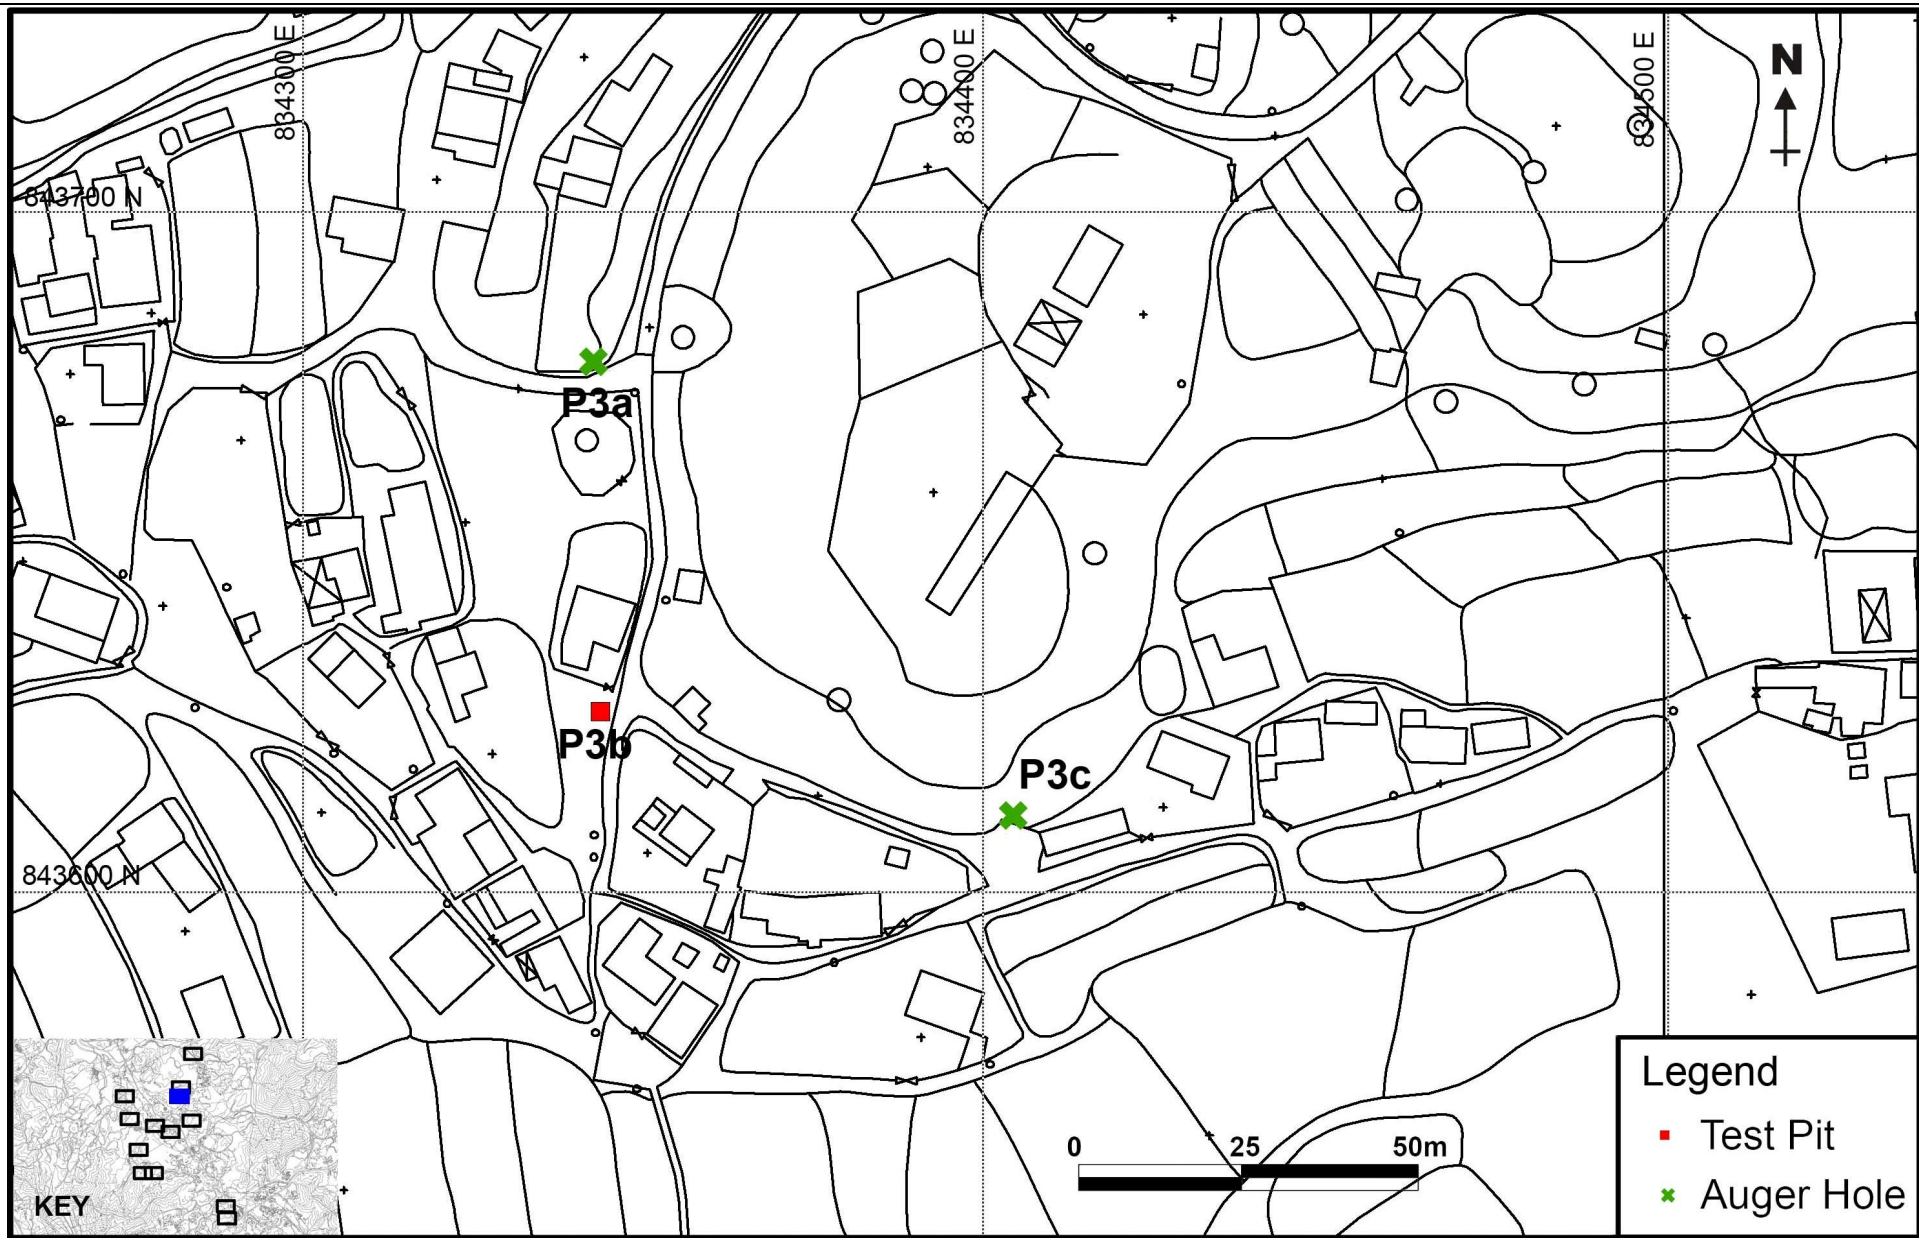 834300 E
834400 E
834500 E
N
843700 N
P3a
P3b
P3c
843600 N
Legend
Test Pit
Auger Hole
0 25 50m
KEY